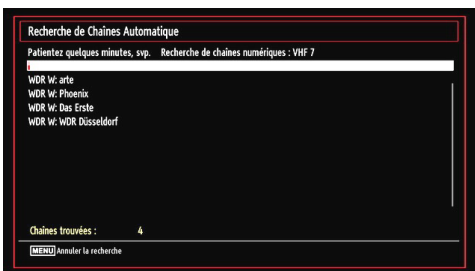 Recherche de Chaînes Automatique
Patientez quelques minutes, svp. Recherche de chaînes numériques : VHF 7
WDR W: arte
WDR W: Phoenix
WDR W: Das Erste
WDR W: WDR Düsseldorf
Chaînes trouvées : 4
MENU Annuler la recherche